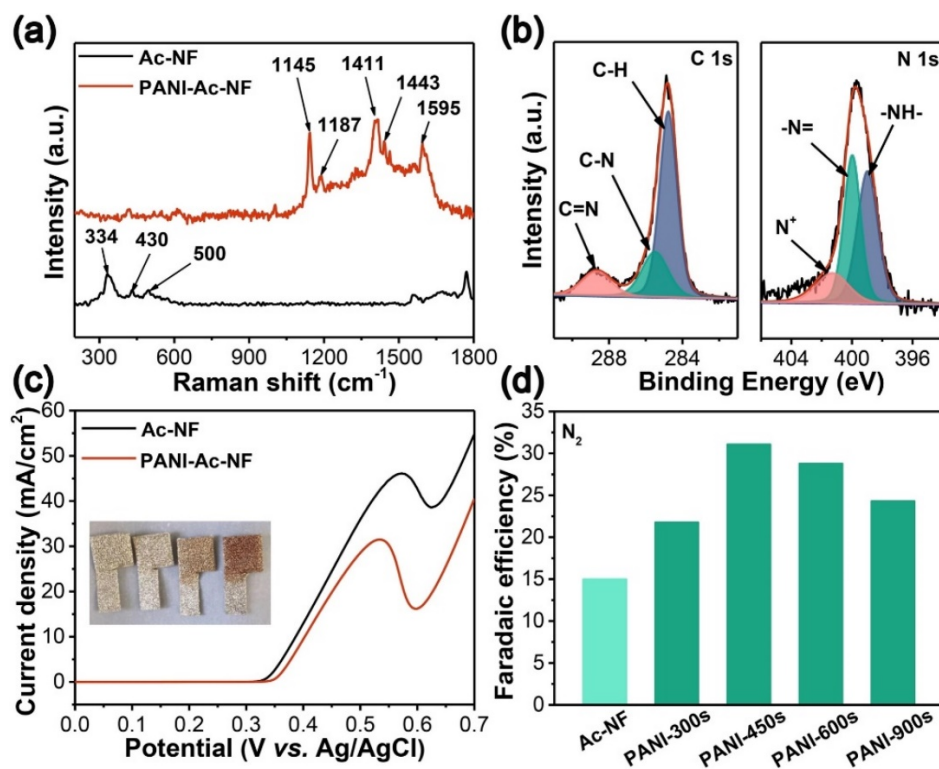 (a)
Ac-NF
PANI-Ac-NF
1145
1187
1411
1443
1595
334
430
500
Intensity (a.u.)
200 600 1000 1400 1800
Raman shift (cm⁻¹)
(b)
C 1s
C-H
C-N
C=N
Intensity (a.u.)
288 284
N 1s
-N=
-NH-
N⁺
404 400 396
Binding Energy (eV)
(c)
Ac-NF
PANI-Ac-NF
Current density (mA/cm²)
60
50
40
30
20
10
0
0.0 0.1 0.2 0.3 0.4 0.5 0.6 0.7
Potential (V vs. Ag/AgCl)
(d)
N₂
Faradaic efficiency (%)
35
30
25
20
15
10
5
0
Ac-NF
PANI-300s
PANI-450s
PANI-600s
PANI-900s